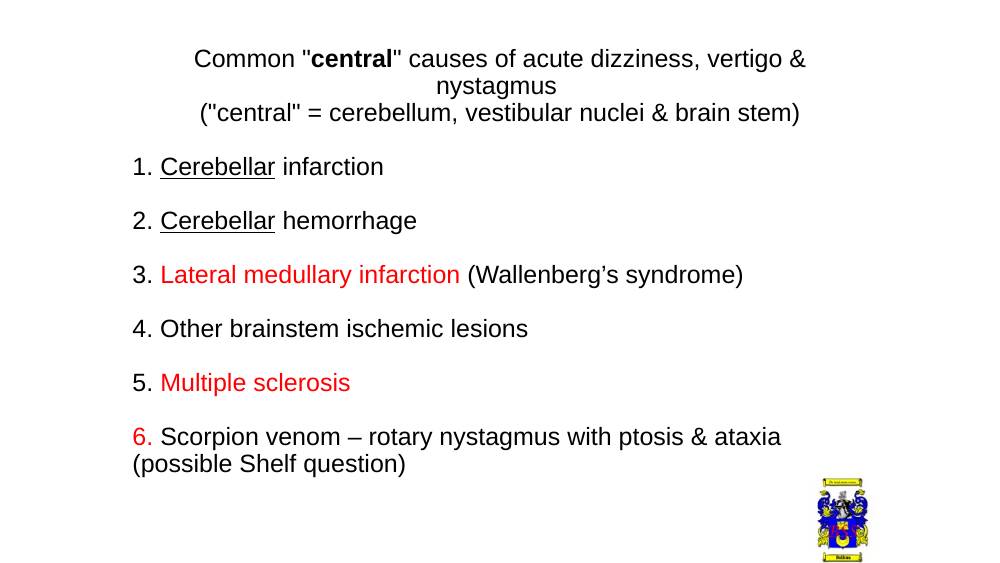 Common "central" causes of acute dizziness, vertigo &
nystagmus
("central" = cerebellum, vestibular nuclei & brain stem)
1. Cerebellar infarction
2. Cerebellar hemorrhage
3. Lateral medullary infarction (Wallenberg’s syndrome)
4. Other brainstem ischemic lesions
5. Multiple sclerosis
6. Scorpion venom – rotary nystagmus with ptosis & ataxia
(possible Shelf question)